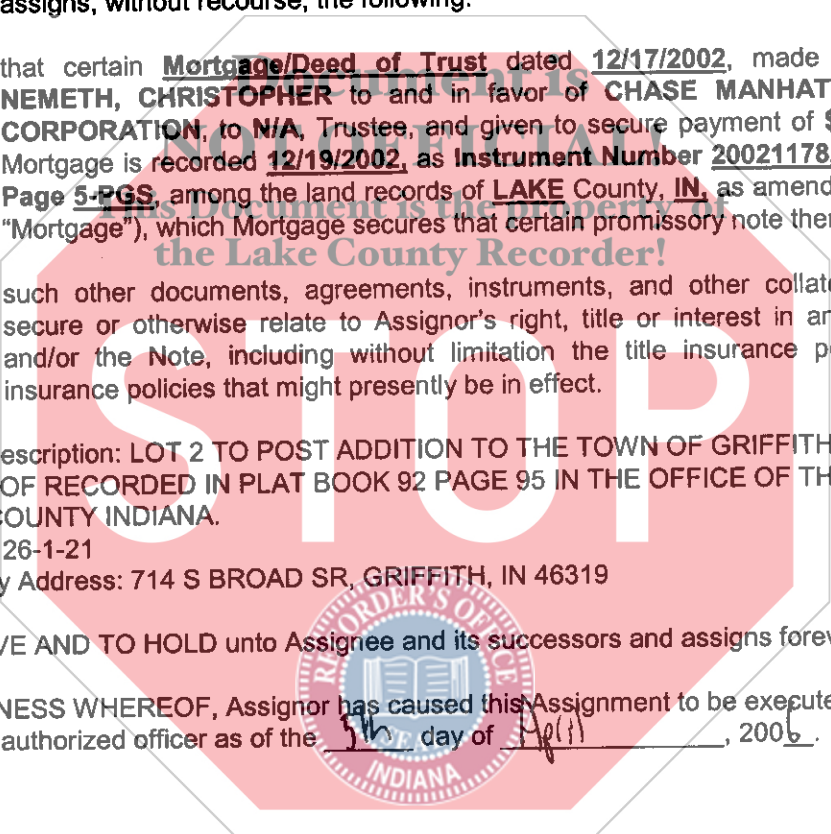 assigns, without recourse, the following:
that certain Mortgage/Deed of Trust dated 12/17/2002, made
NEMETH, CHRISTOPHER to and in favor of CHASE MANHAT
CORPORATION, to N/A, Trustee, and given to secure payment of $
Mortgage is recorded 12/19/2002, as Instrument Number 20021178
Page 5-PGS, among the land records of LAKE County, IN, as amend
"Mortgage"), which Mortgage secures that certain promissory note ther
Document is
NOT OFFICIAL!
This Document is the property of
the Lake County Recorder!
such other documents, agreements, instruments, and other collate
secure or otherwise relate to Assignor's right, title or interest in an
and/or the Note, including without limitation the title insurance p
insurance policies that might presently be in effect.
STOP
escription: LOT 2 TO POST ADDITION TO THE TOWN OF GRIFFITH
OF RECORDED IN PLAT BOOK 92 PAGE 95 IN THE OFFICE OF TH
COUNTY INDIANA.
26-1-21
y Address: 714 S BROAD SR, GRIFFITH, IN 46319
VE AND TO HOLD unto Assignee and its successors and assigns forev
NESS WHEREOF, Assignor has caused this Assignment to be execute
authorized officer as of the 5th day of April, 2006.
RECORDER'S OFFICE
SEAL
INDIANA